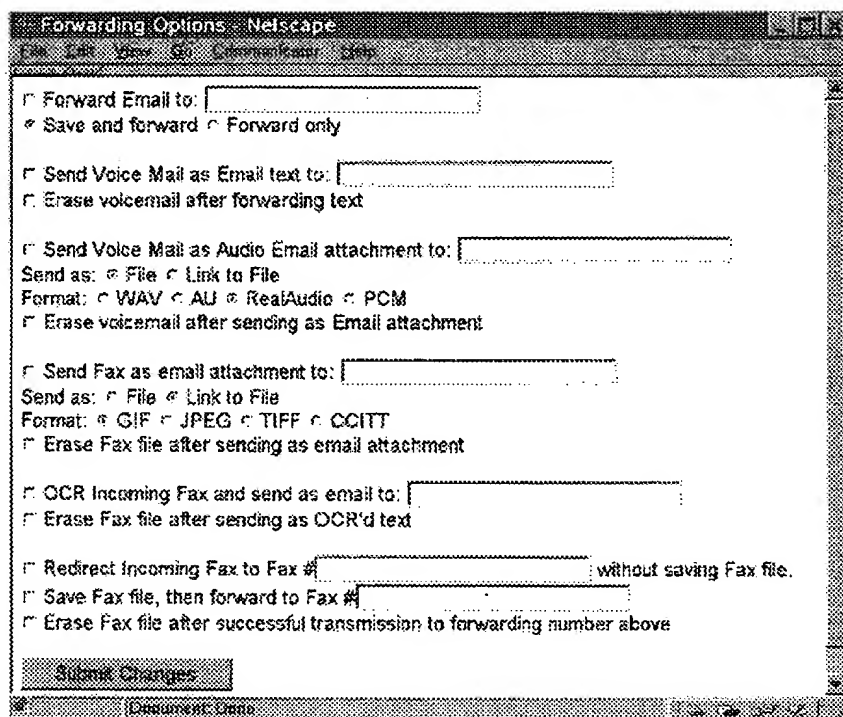 Forwarding Options - Netscape
File Edit View Go Communicator Help
Forward Email to:
Save and forward Forward only
Send Voice Mail as Email text to:
Erase voicemail after forwarding text
Send Voice Mail as Audio Email attachment to:
Send as: File Link to File
Format: WAV AU RealAudio PCM
Erase voicemail after sending as Email attachment
Send Fax as email attachment to:
Send as: File Link to File
Format: GIF JPEG TIFF CCITT
Erase Fax file after sending as email attachment
OCR Incoming Fax and send as email to:
Erase Fax file after sending as OCR'd text
Redirect Incoming Fax to Fax # without saving Fax file.
Save Fax file, then forward to Fax #
Erase Fax file after successful transmission to forwarding number above
Submit Changes
Document: Done